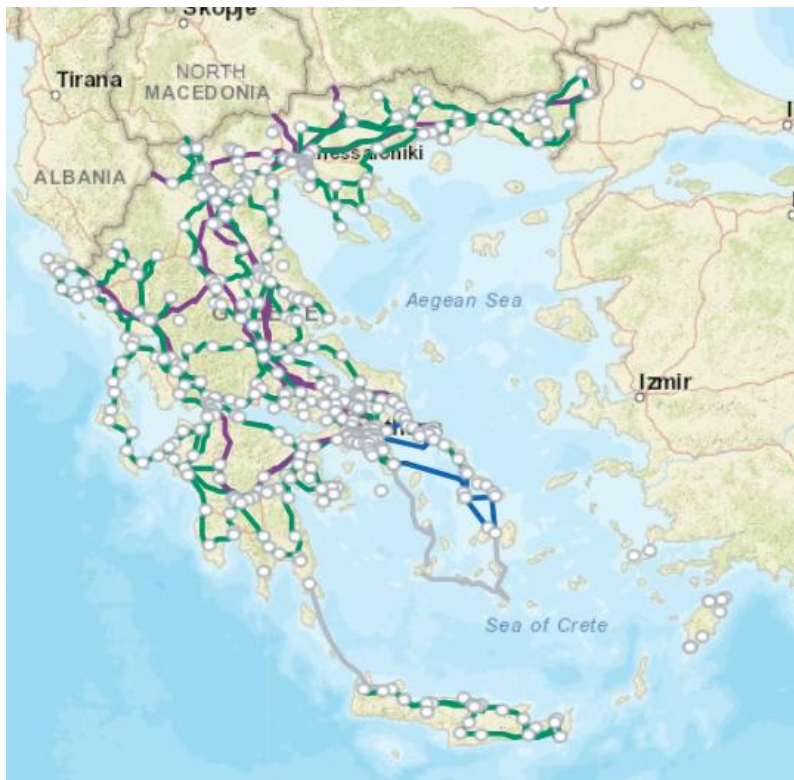 Skopje
Tirana
NORTH
MACEDONIA
ALBANIA
Thessaloniki
Aegean Sea
Izmir
Sea of Crete